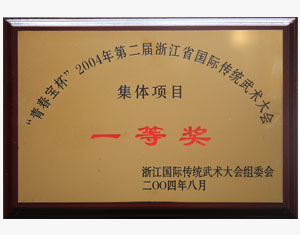 “青春宝杯”2004年第二届浙江省国际传统武术大会
集体项目
一等奖
浙江国际传统武术大会组委会
二〇〇四年八月